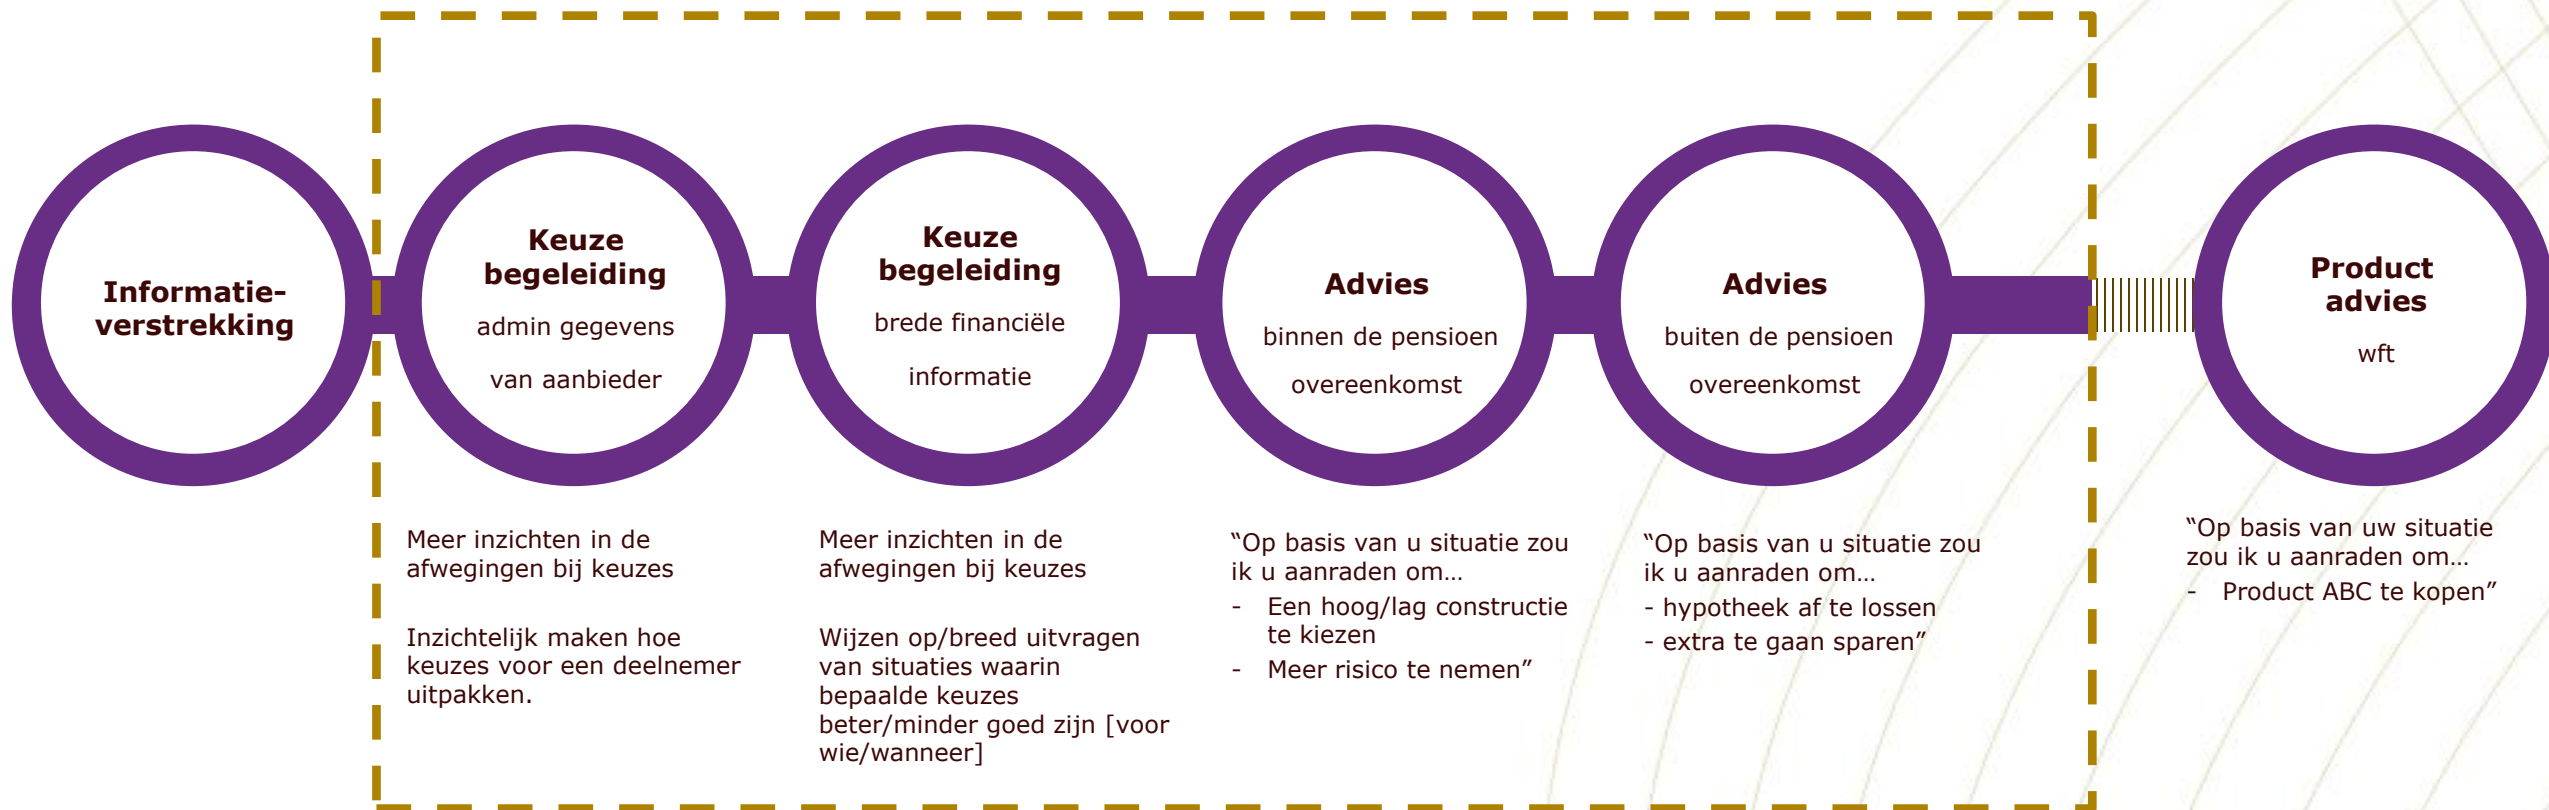 Informatie-
verstrekking
Keuze
begeleiding
admin gegevens
van aanbieder
Keuze
begeleiding
brede financiële
informatie
Advies
binnen de pensioen
overeenkomst
Advies
buiten de pensioen
overeenkomst
Product
advies
wft
Meer inzichten in de
afwegingen bij keuzes
Inzichtelijk maken hoe
keuzes voor een deelnemer
uitpakken.
Meer inzichten in de
afwegingen bij keuzes
Wijzen op/breed uitvragen
van situaties waarin
bepaalde keuzes
beter/minder goed zijn [voor
wie/wanneer]
“Op basis van u situatie zou
ik u aanraden om…
- Een hoog/lag constructie
te kiezen
- Meer risico te nemen”
“Op basis van u situatie zou
ik u aanraden om…
- hypotheek af te lossen
- extra te gaan sparen”
“Op basis van uw situatie
zou ik u aanraden om…
- Product ABC te kopen”